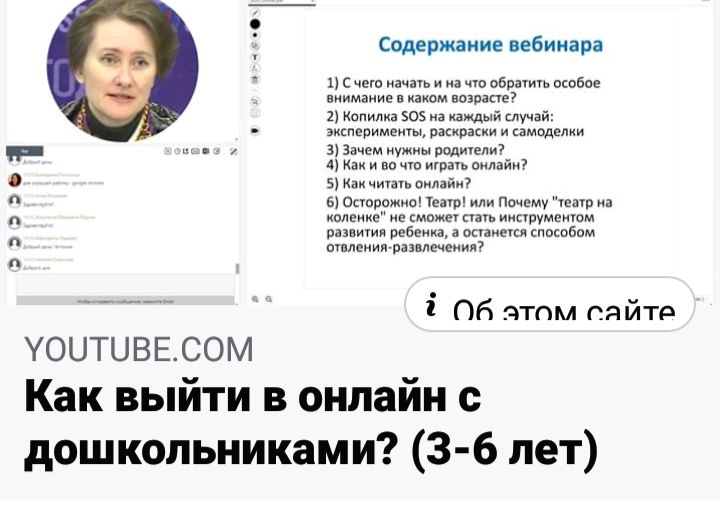 Содержание вебинара
1) С чего начать и на что обратить особое
внимание в каком возрасте?
2) Копилка SOS на каждый случай:
эксперименты, раскраски и самоделки
3) Зачем нужны родители?
4) Как и во что играть онлайн?
5) Как читать онлайн?
6) Осторожно! Театр! или Почему "театр на
коленке" не сможет стать инструментом
развития ребенка, а останется способом
отвления-развлечения?
Об этом сайте
YOUTUBE.COM
Как выйти в онлайн с
дошкольниками? (3-6 лет)